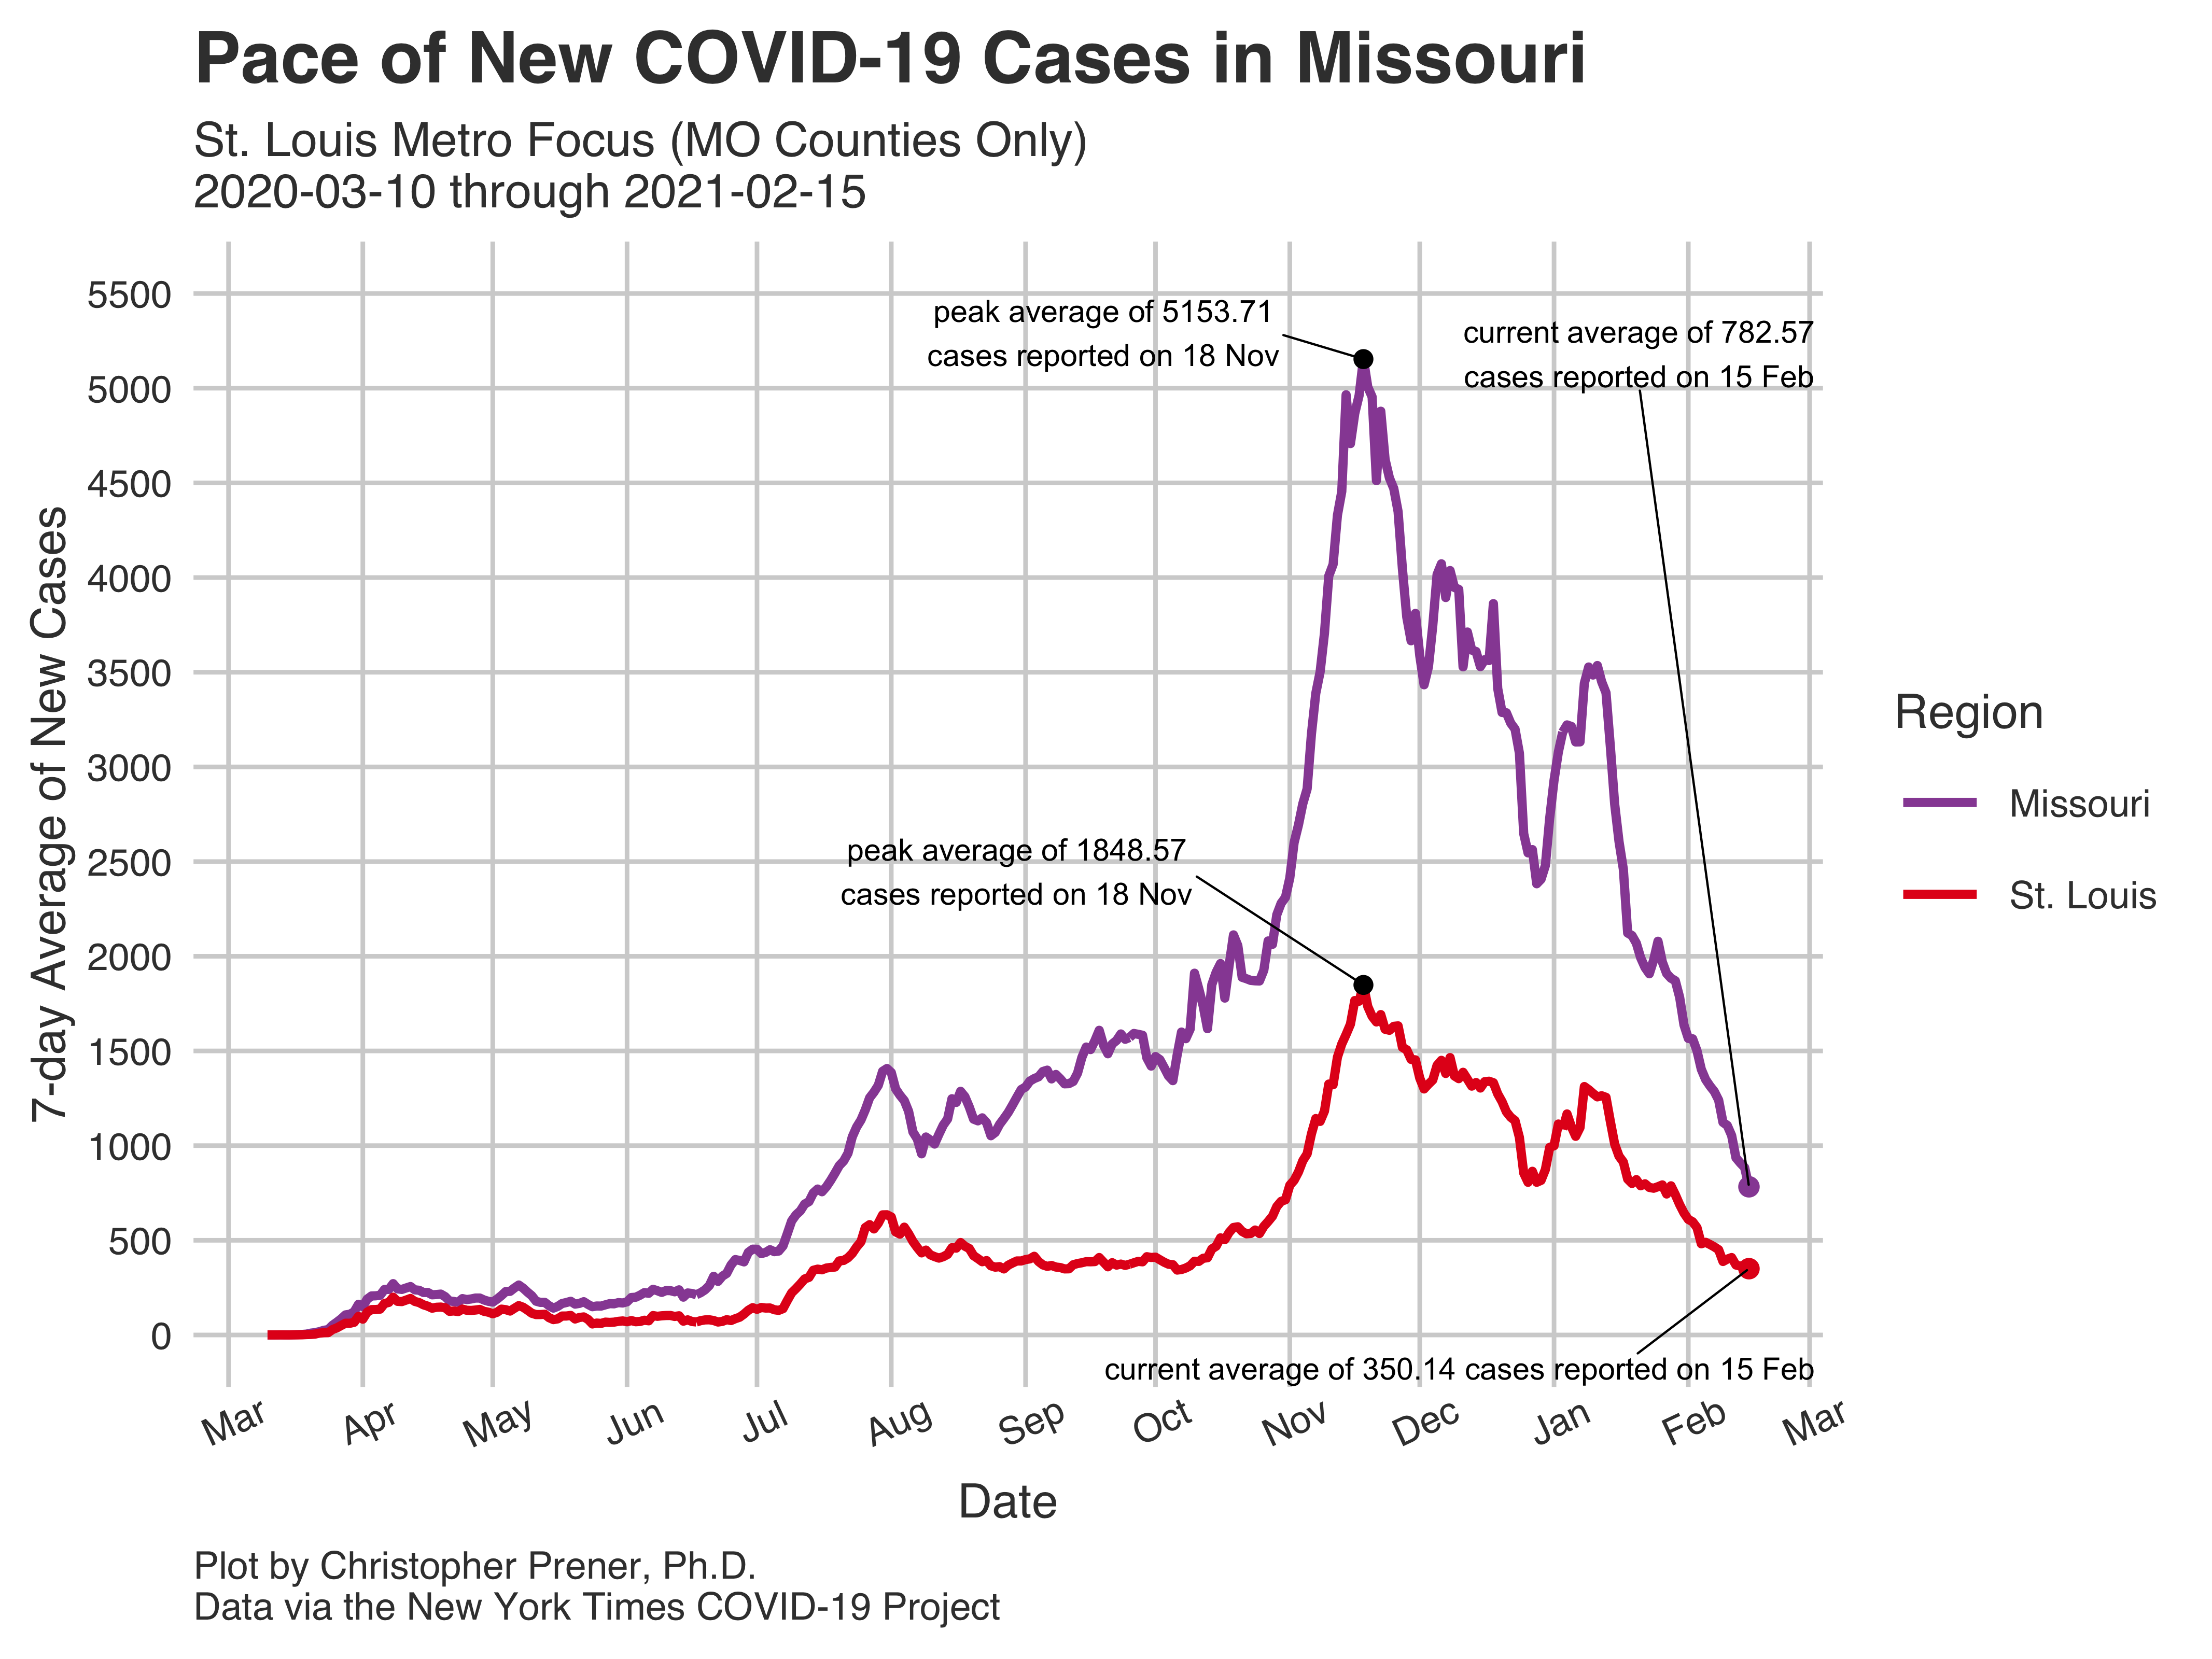 Pace of New COVID-19 Cases in Missouri
St. Louis Metro Focus (MO Counties Only)
2020-03-10 through 2021-02-15
7-day Average of New Cases
5500
5000
4500
4000
3500
3000
2500
2000
1500
1000
500
0
peak average of 5153.71
cases reported on 18 Nov
current average of 782.57
cases reported on 15 Feb
peak average of 1848.57
cases reported on 18 Nov
current average of 350.14 cases reported on 15 Feb
Region
Missouri
St. Louis
Mar
Apr
May
Jun
Jul
Aug
Sep
Oct
Nov
Dec
Jan
Feb
Mar
Date
Plot by Christopher Prener, Ph.D.
Data via the New York Times COVID-19 Project